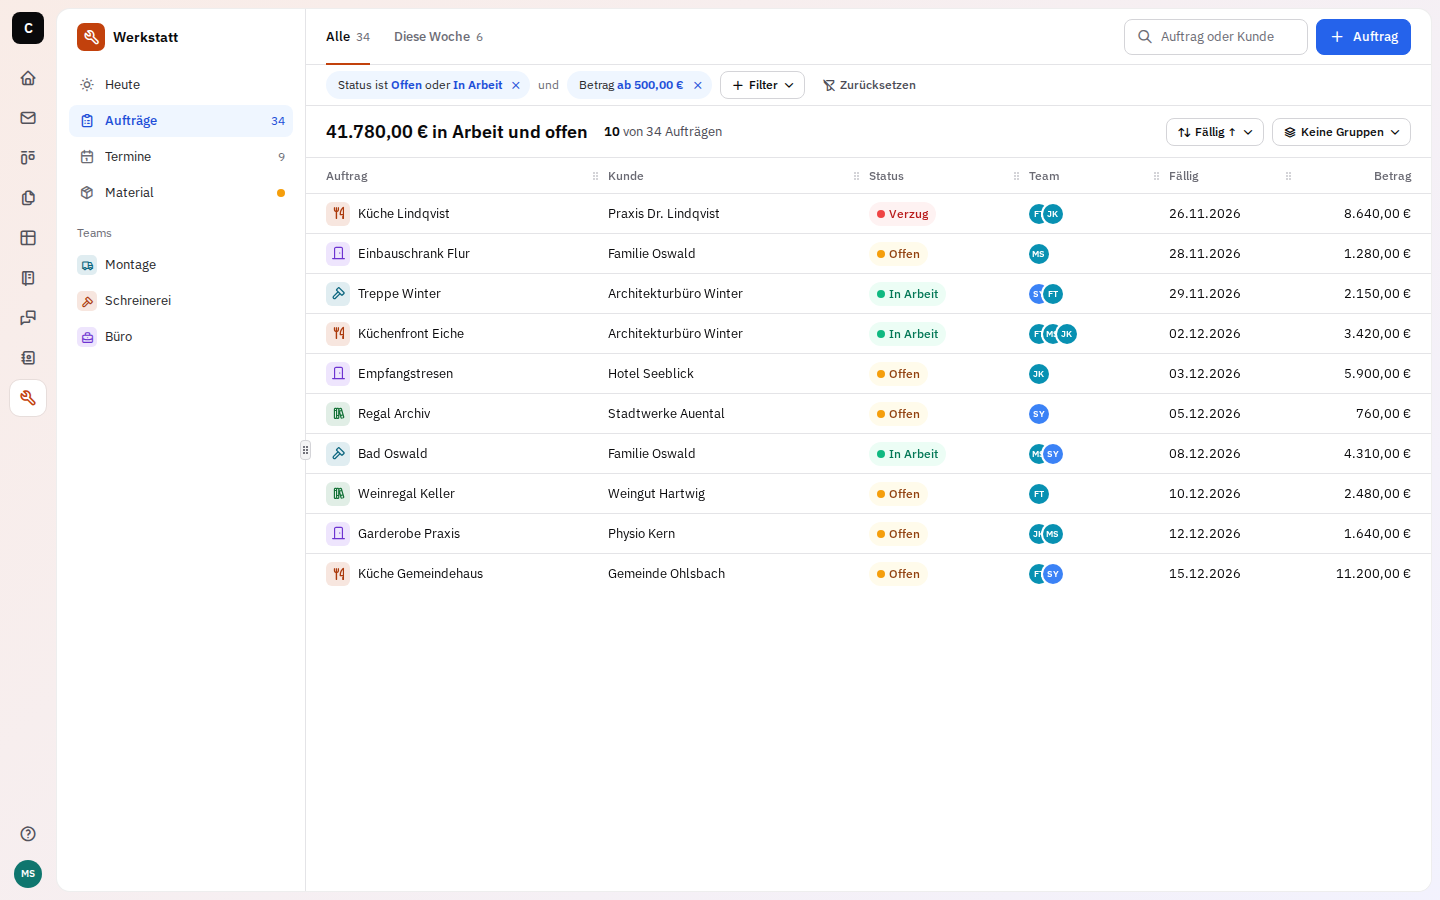 C
Werkstatt
Alle 34
Diese Woche 6
Auftrag oder Kunde
Auftrag
Heute
Aufträge 34
Termine 9
Material
Teams
Montage
Schreinerei
Büro
MS
Status ist Offen oder In Arbeit
und
Betrag ab 500,00 €
Filter
Zurücksetzen
41.780,00 € in Arbeit und offen
10 von 34 Aufträgen
Fällig ↑
Keine Gruppen
Auftrag Kunde Status Team Fällig Betrag
Küche Lindqvist Praxis Dr. Lindqvist Verzug JK 26.11.2026 8.640,00 €
Einbauschrank Flur Familie Oswald Offen MS 28.11.2026 1.280,00 €
Treppe Winter Architekturbüro Winter In Arbeit FT 29.11.2026 2.150,00 €
Küchenfront Eiche Architekturbüro Winter In Arbeit JK 02.12.2026 3.420,00 €
Empfangstresen Hotel Seeblick Offen JK 03.12.2026 5.900,00 €
Regal Archiv Stadtwerke Auental Offen SY 05.12.2026 760,00 €
Bad Oswald Familie Oswald In Arbeit SY 08.12.2026 4.310,00 €
Weinregal Keller Weingut Hartwig Offen FT 10.12.2026 2.480,00 €
Garderobe Praxis Physio Kern Offen MS 12.12.2026 1.640,00 €
Küche Gemeindehaus Gemeinde Ohlsbach Offen SY 15.12.2026 11.200,00 €